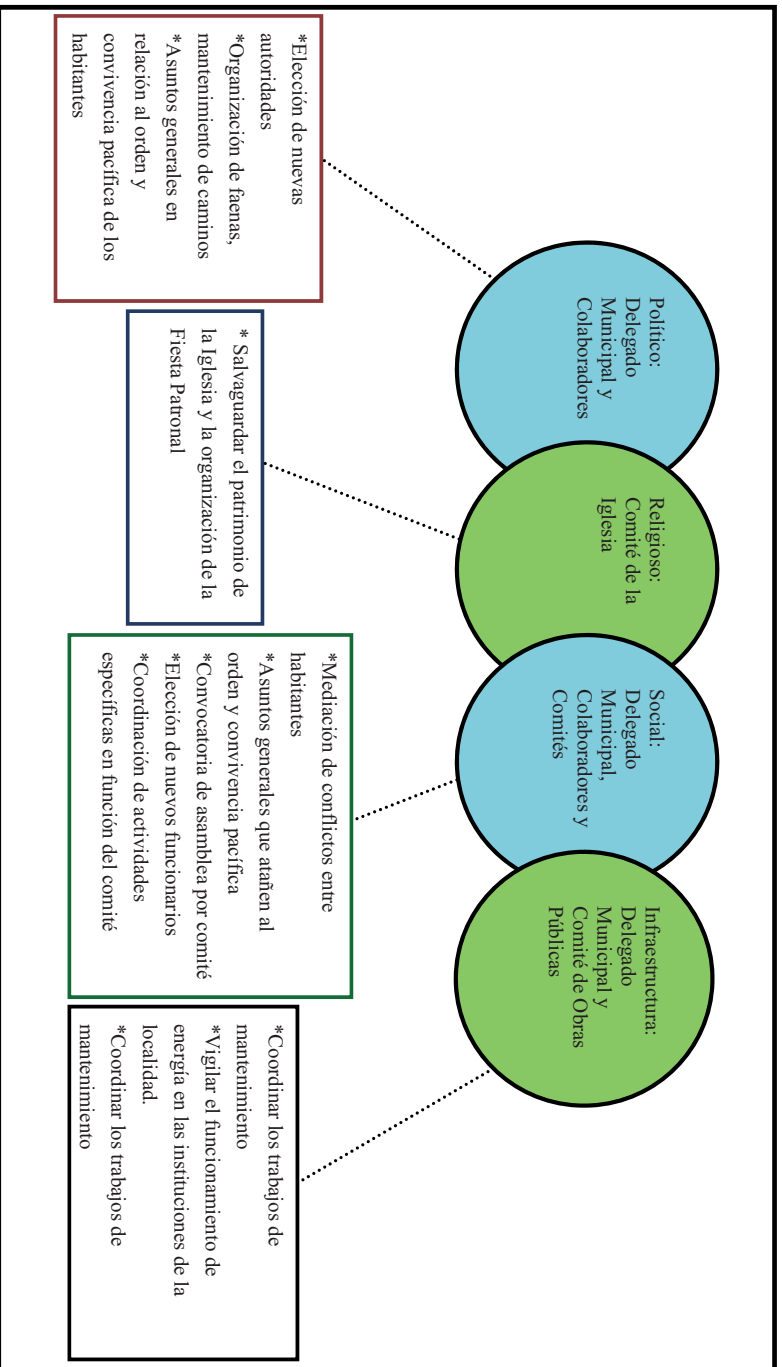 Político:
Delegado
Municipal y
Colaboradores
Religioso:
Comité de la
Iglesia
Social:
Delegado
Municipal,
Colaboradores y
Comités
Infraestructura:
Delegado
Municipal y
Comité de Obras
Públicas
*Elección de nuevas
autoridades
*Organización de faenas,
mantenimiento de caminos
*Asuntos generales en
relación al orden y
convivencia pacífica de los
habitantes
* Salvaguardar el patrimonio de
la Iglesia y la organización de la
Fiesta Patronal
*Mediación de conflictos entre
habitantes
*Asuntos generales que atañen al
orden y convivencia pacífica
*Convocatoria de asamblea por comité
*Elección de nuevos funcionarios
*Coordinación de actividades
específicas en función del comité
*Coordinar los trabajos de
mantenimiento
*Vigilar el funcionamiento de
energía en las instituciones de la
localidad.
*Coordinar los trabajos de
mantenimiento